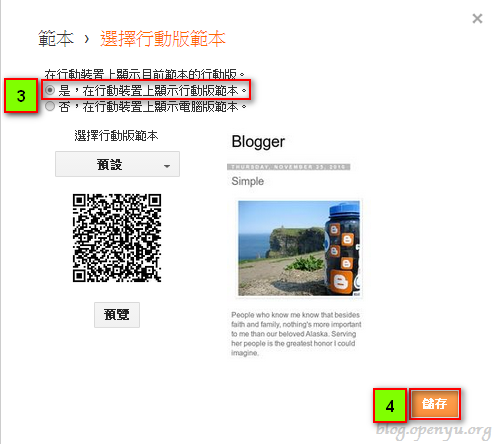 ×
範本 › 選擇行動版範本
在行動裝置上顯示目前範本的行動版。
3
是，在行動裝置上顯示行動版範本。
否，在行動裝置上顯示電腦版範本。
選擇行動版範本
預設
預覽
Blogger
THURSDAY, NOVEMBER 25, 2010
Simple
People who know me know that besides
faith and family, nothing's more important
to me than our beloved Alaska. Serving
her people is the greatest honor I could
imagine.
4
儲存
blog.openyu.org